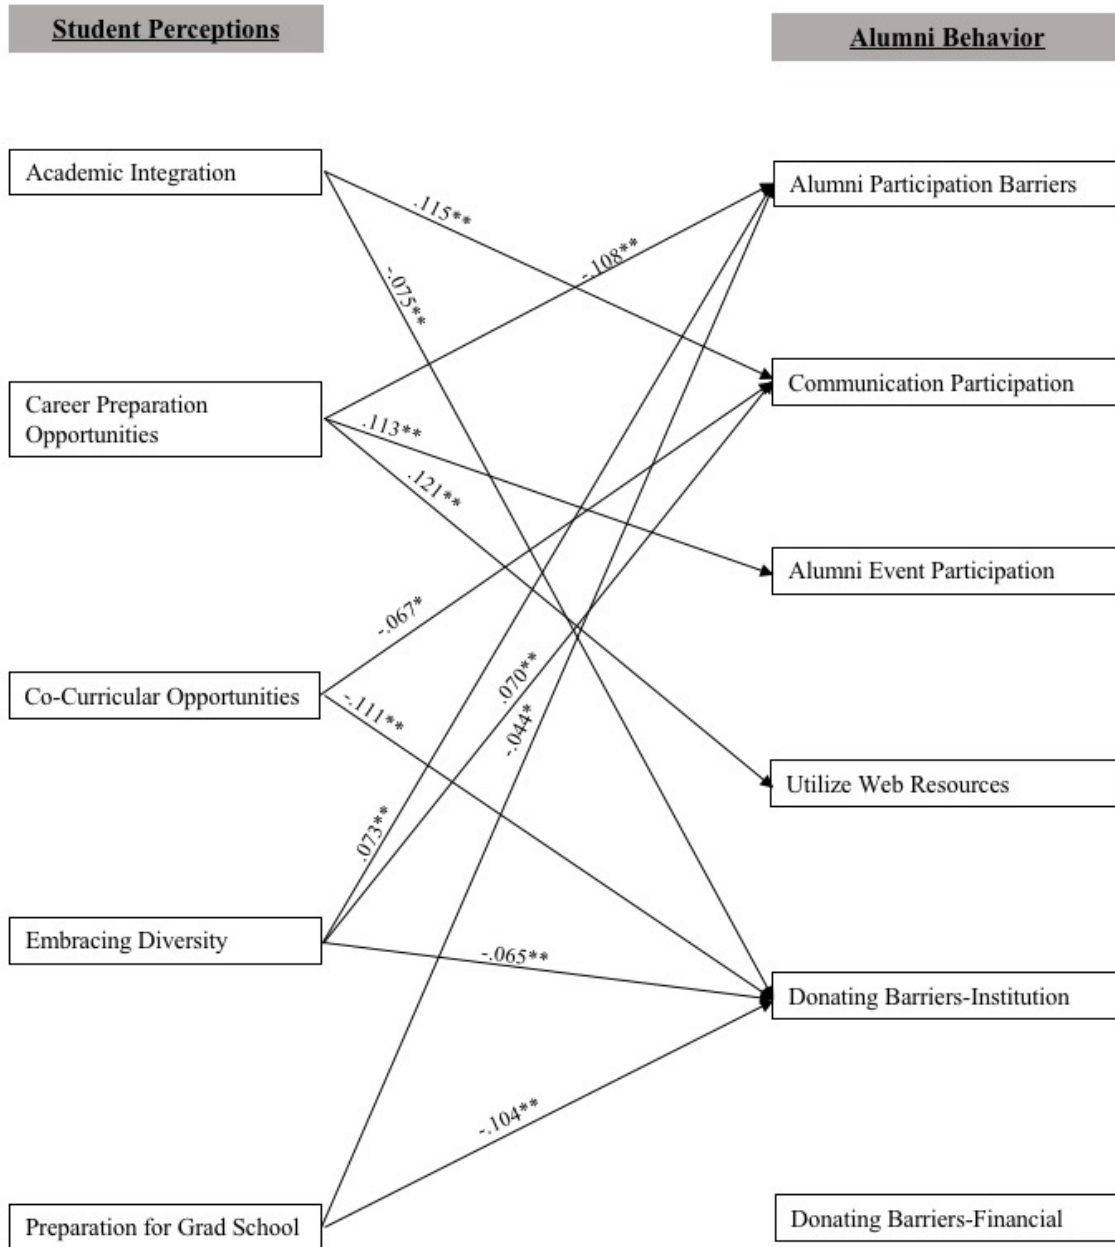 Student Perceptions
Alumni Behavior
Academic Integration
Alumni Participation Barriers
.115**
-.108**
-.075**
Career Preparation
Opportunities
Communication Participation
.113**
.121**
Alumni Event Participation
-.067*
Co-Curricular Opportunities
-.111**
.070**
-.044*
Utilize Web Resources
.073**
Embracing Diversity
-.065**
Donating Barriers-Institution
-.104**
Preparation for Grad School
Donating Barriers-Financial